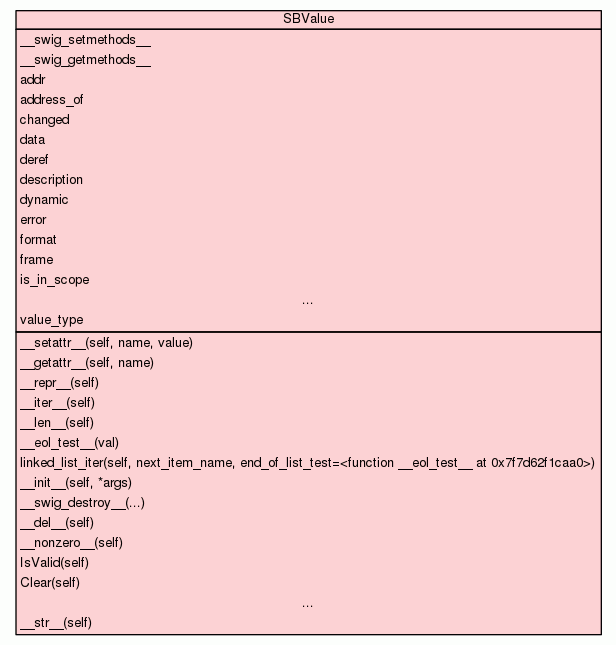 SBValue
__swig_setmethods__
__swig_getmethods__
addr
address_of
changed
data
deref
description
dynamic
error
format
frame
is_in_scope
...
value_type
__setattr__(self, name, value)
__getattr__(self, name)
__repr__(self)
__iter__(self)
__len__(self)
__eol_test__(val)
linked_list_iter(self, next_item_name, end_of_list_test=<function __eol_test__ at 0x7f7d62f1caa0>)
__init__(self, *args)
__swig_destroy__(...)
__del__(self)
__nonzero__(self)
IsValid(self)
Clear(self)
...
__str__(self)